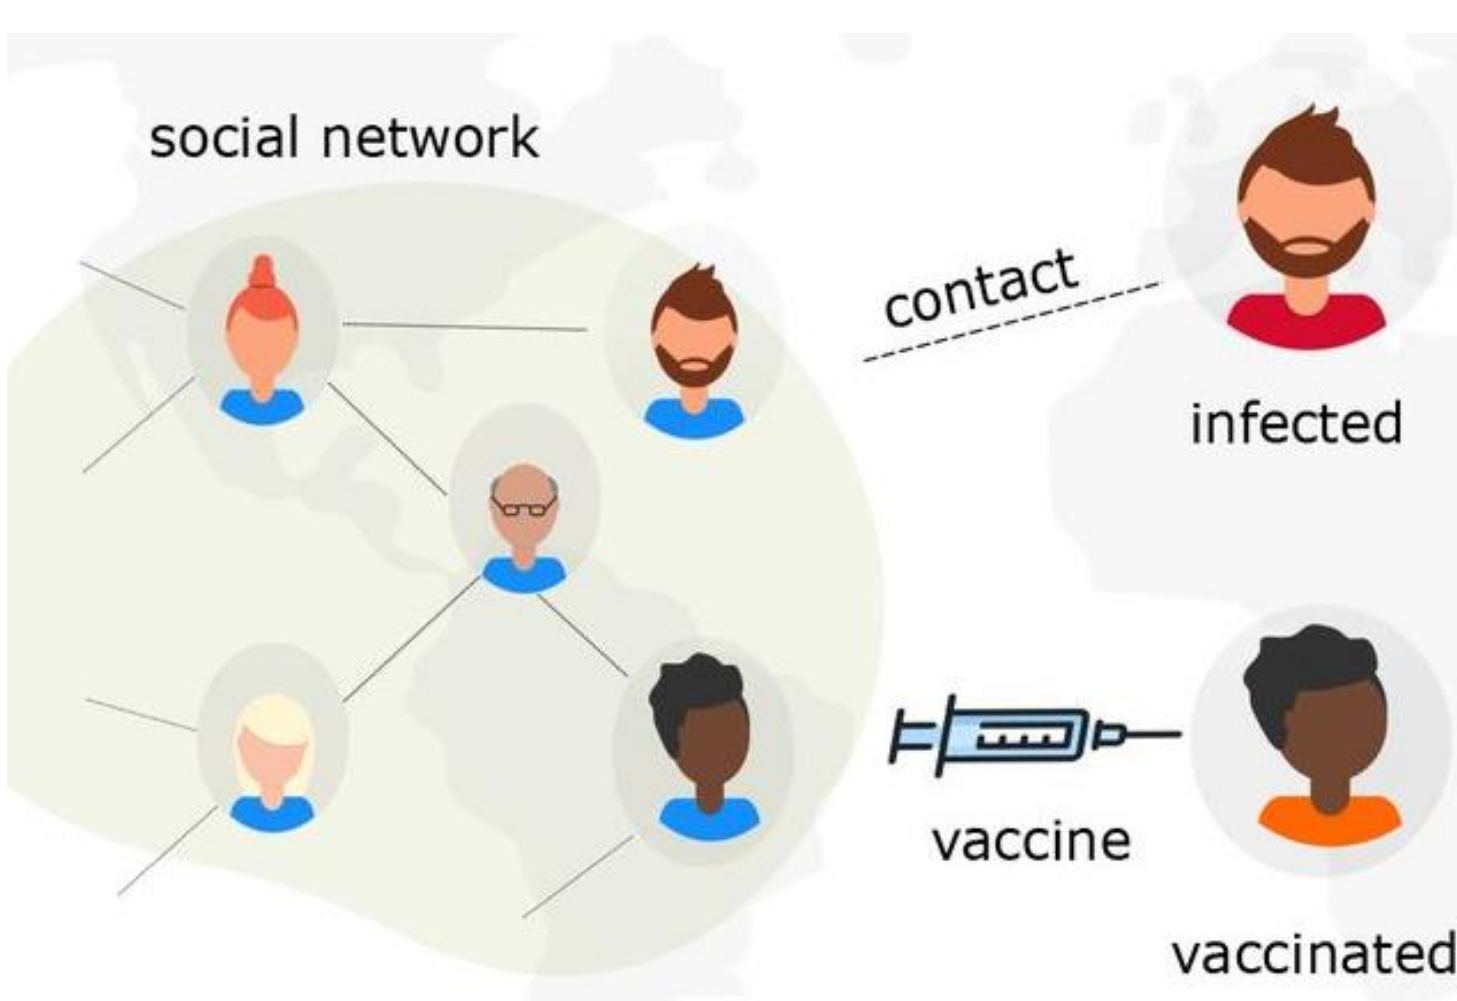 social network
contact
infected
vaccine
vaccinated